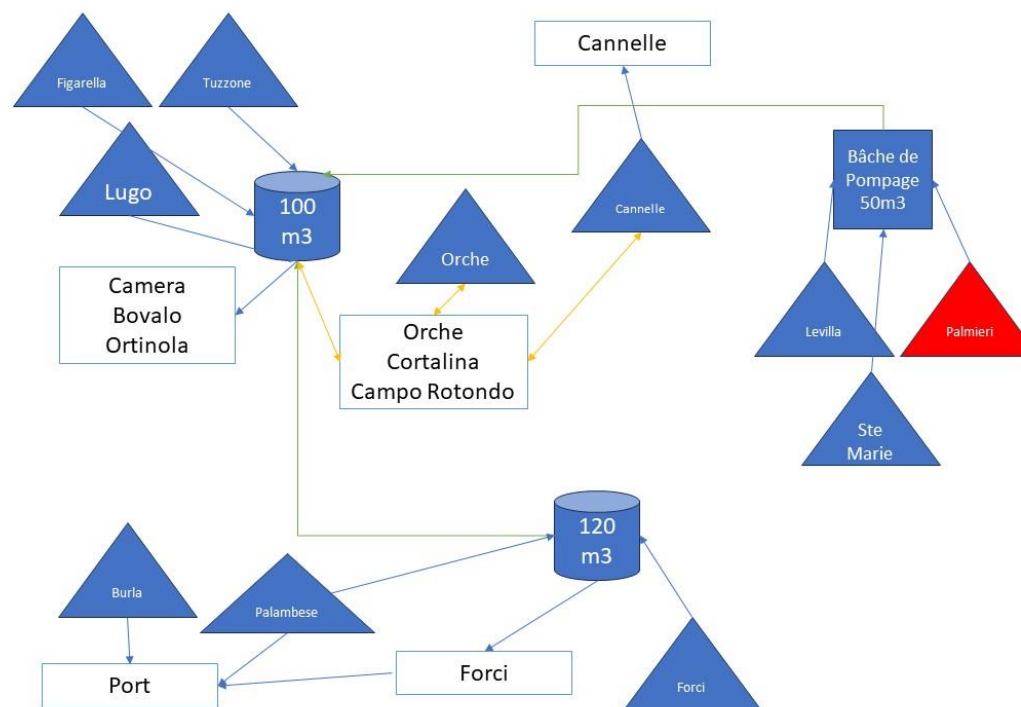 Cannelle
Figarella
Tuzzone
Lugo
100
m3
Cannelle
Bâche de
Pompage
50m3
Orche
Camera
Bovalo
Ortinola
Orche
Cortalina
Campo Rotondo
Levilla
Palmieri
Ste
Marie
120
m3
Burla
Palambese
Port
Forci
Forci